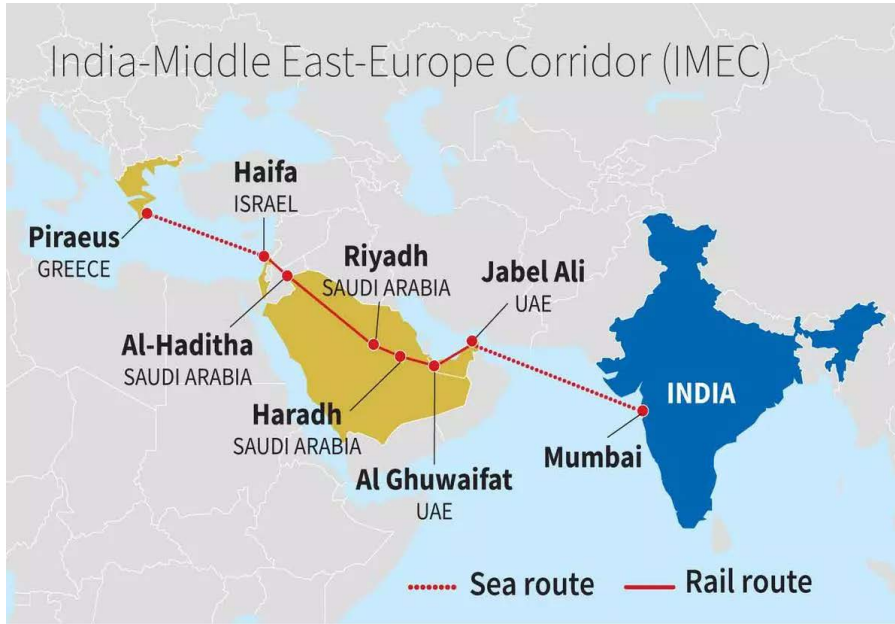 India-Middle East-Europe Corridor (IMEC)
Haifa
ISRAEL
Piraeus
GREECE
Riyadh
SAUDI ARABIA
Jabel Ali
UAE
Al-Haditha
SAUDI ARABIA
INDIA
Haradh
SAUDI ARABIA
Mumbai
Al Ghuwaifat
UAE
Sea route
Rail route